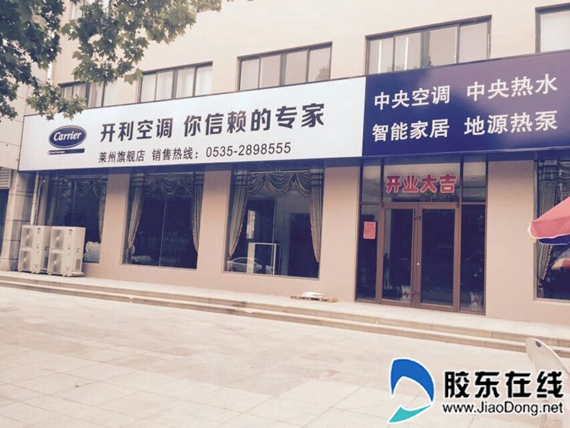 Carrier
开利空调 你信赖的专家
莱州旗舰店 销售热线：0535-2898555
中央空调 中央热水
智能家居 地源热泵
开业大吉
胶东在线
www.JiaoDong.net